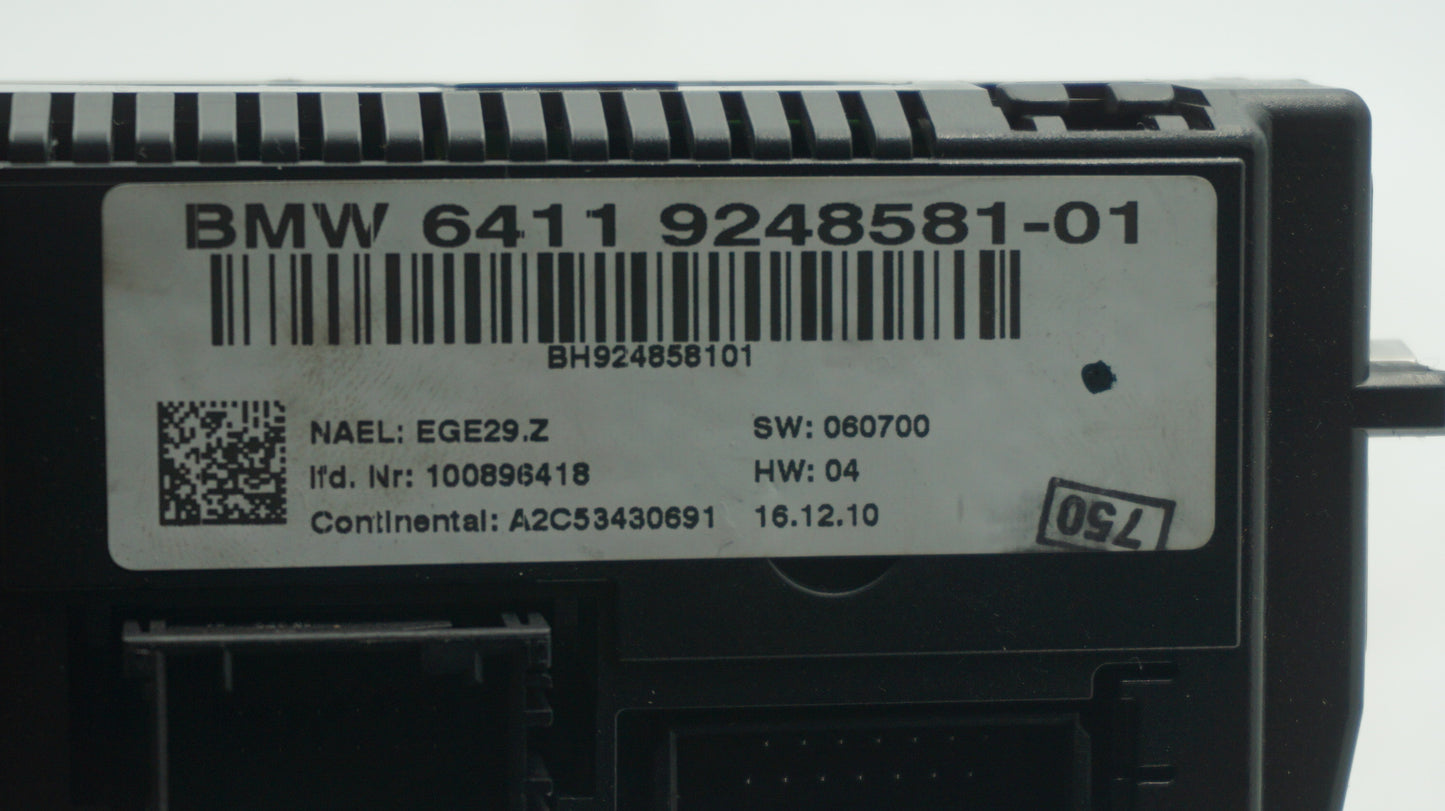 BMW 6411 9248581-01
BH924858101
NAEL: EGE29.Z
SW: 060700
lfd. Nr: 100896418
HW: 04
Continental: A2C53430691
16.12.10
750